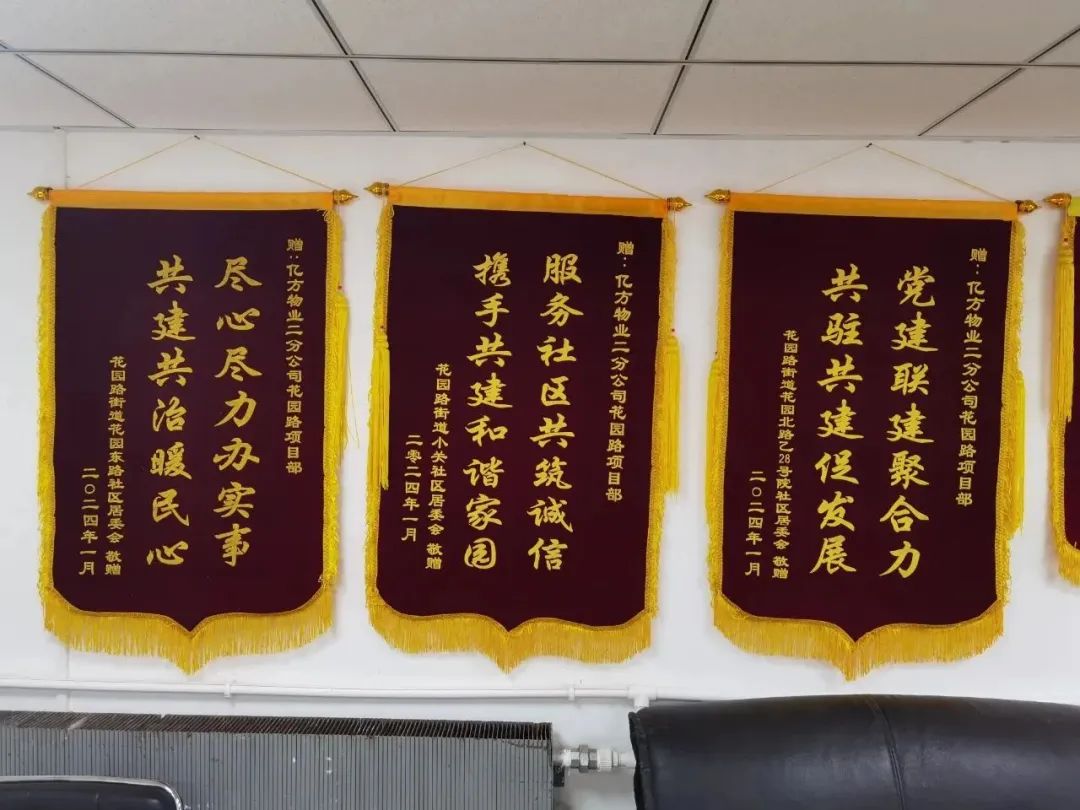 赠：亿方物业二分公司花园路项目部
尽心尽力办实事
共建共治暖民心
花园路街道花园东路社区居委会 敬赠
二〇二四年一月
赠：亿方物业二分公司花园路项目部
服务社区共筑诚信
携手共建和谐家园
花园路街道小关社区居委会 敬赠
二零二四年一月
赠：亿方物业二分公司花园路项目部
党建联建聚合力
共驻共建促发展
花园路街道花园北路乙28号院社区居委会 敬赠
二〇二四年一月